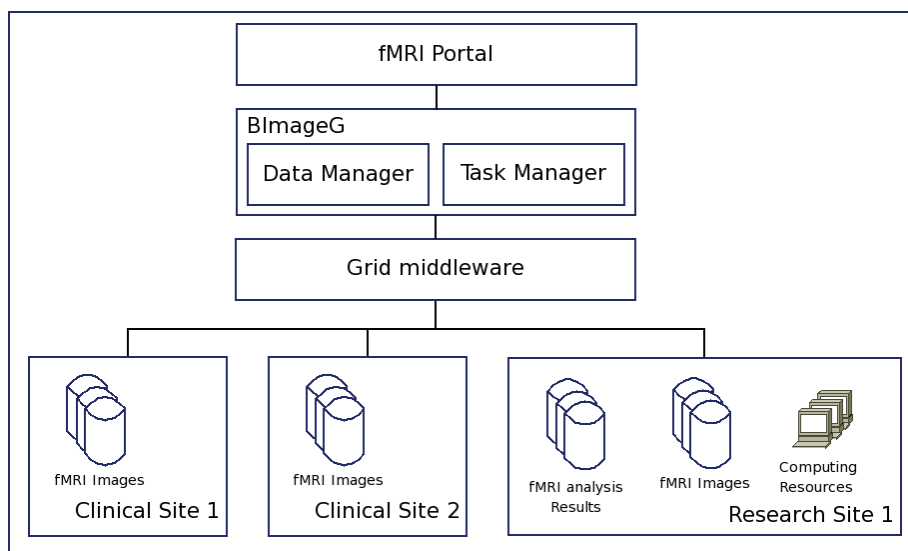 fMRI Portal
BImageG
Data Manager
Task Manager
Grid middleware
fMRI Images
Clinical Site 1
fMRI Images
Clinical Site 2
fMRI analysis
Results
fMRI Images
Computing
Resources
Research Site 1